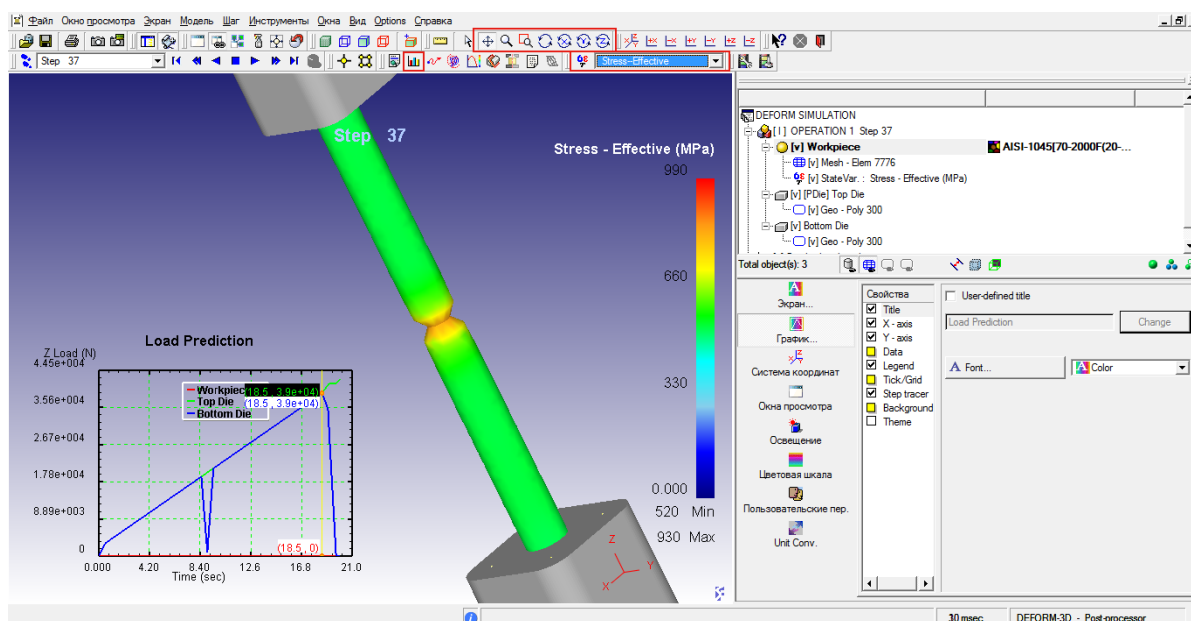 Файл Окно просмотра Экран Модель Шаг Инструменты Окна Вид Options Справка
Step 37
Stress--Effective
Step 37
Stress - Effective (MPa)
990
660
330
0.000
520 Min
930 Max
Z
Y
X
Load Prediction
Z Load (N)
4.45e+004
3.56e+004
2.67e+004
1.78e+004
8.89e+003
0
Workpiec
Top Die
Bottom Die
(18.5, 3.9e+04)
(18.5, 3.9e+04)
(18.5, 0)
0.000 4.20 8.40 12.6 16.8 21.0
Time (sec)
DEFORM SIMULATION
[1] OPERATION 1 Step 37
[v] Workpiece AISI-1045[70-2000F(20-...
[v] Mesh - Elem 7776
[v] StateVar. : Stress - Effective (MPa)
[v] [PDie] Top Die
[v] Geo - Poly 300
[v] Bottom Die
[v] Geo - Poly 300
Total object(s): 3
Экран...
График...
Система координат
Окна просмотра
Освещение
Цветовая шкала
Пользовательские пер.
Unit Conv.
Свойства
Title
X - axis
Y - axis
Data
Legend
Tick/Grid
Step tracer
Background
Theme
User-defined title
Load Prediction Change
A Font... Color
10 msec DEFORM-3D - Post-processor